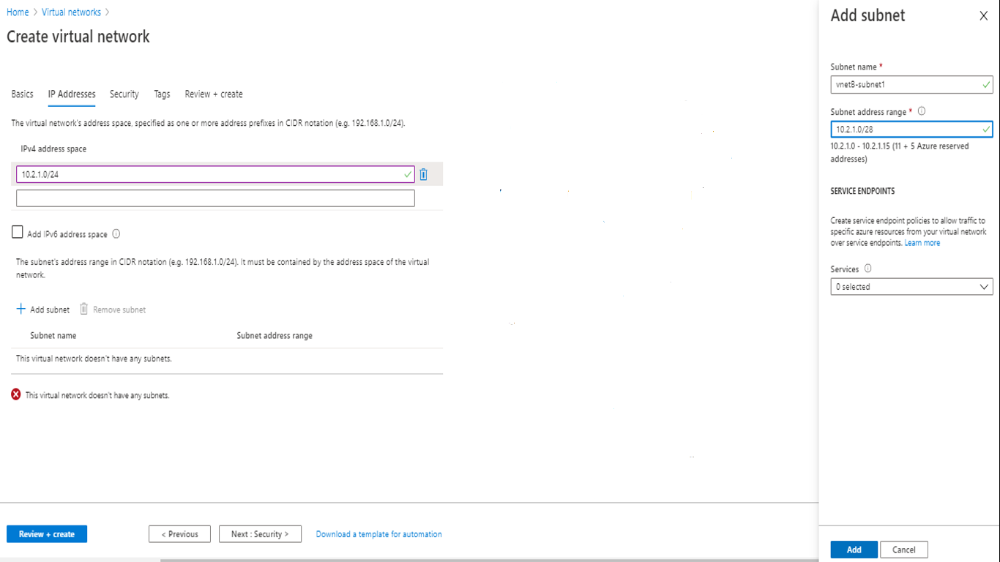 Home > Virtual networks >
Create virtual network
Basics IP Addresses Security Tags Review + create
The virtual network's address space, specified as one or more address prefixes in CIDR notation (e.g. 192.168.1.0/24).
IPv4 address space
10.2.1.0/24
Add IPv6 address space
The subnet's address range in CIDR notation (e.g. 192.168.1.0/24). It must be contained by the address space of the virtual
network.
+ Add subnet Remove subnet
Subnet name Subnet address range
This virtual network doesn't have any subnets.
This virtual network doesn't have any subnets.
Review + create < Previous Next : Security > Download a template for automation
Add subnet X
Subnet name *
vnetB-subnet1
Subnet address range *
10.2.1.0/28
10.2.1.0 - 10.2.1.15 (11 + 5 Azure reserved
addresses)
SERVICE ENDPOINTS
Create service endpoint policies to allow traffic to
specific azure resources from your virtual network
over service endpoints. Learn more
Services
0 selected
Add Cancel